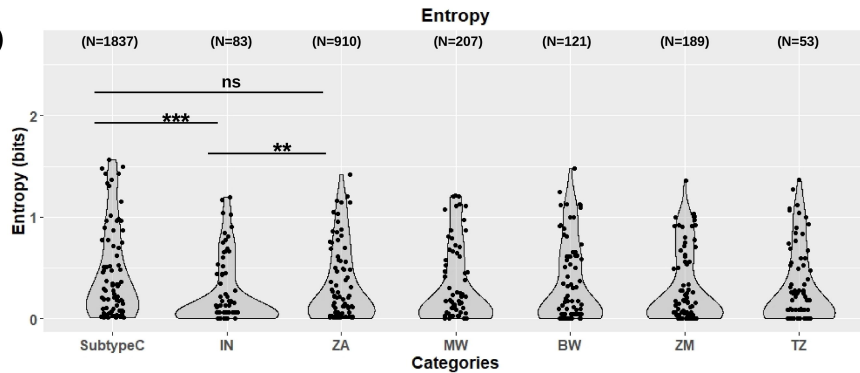 Entropy
)
(N=1837) (N=83) (N=910) (N=207) (N=121) (N=189) (N=53)
ns
***
**
Entropy (bits)
2
1
0
SubtypeC IN ZA MW BW ZM TZ
Categories